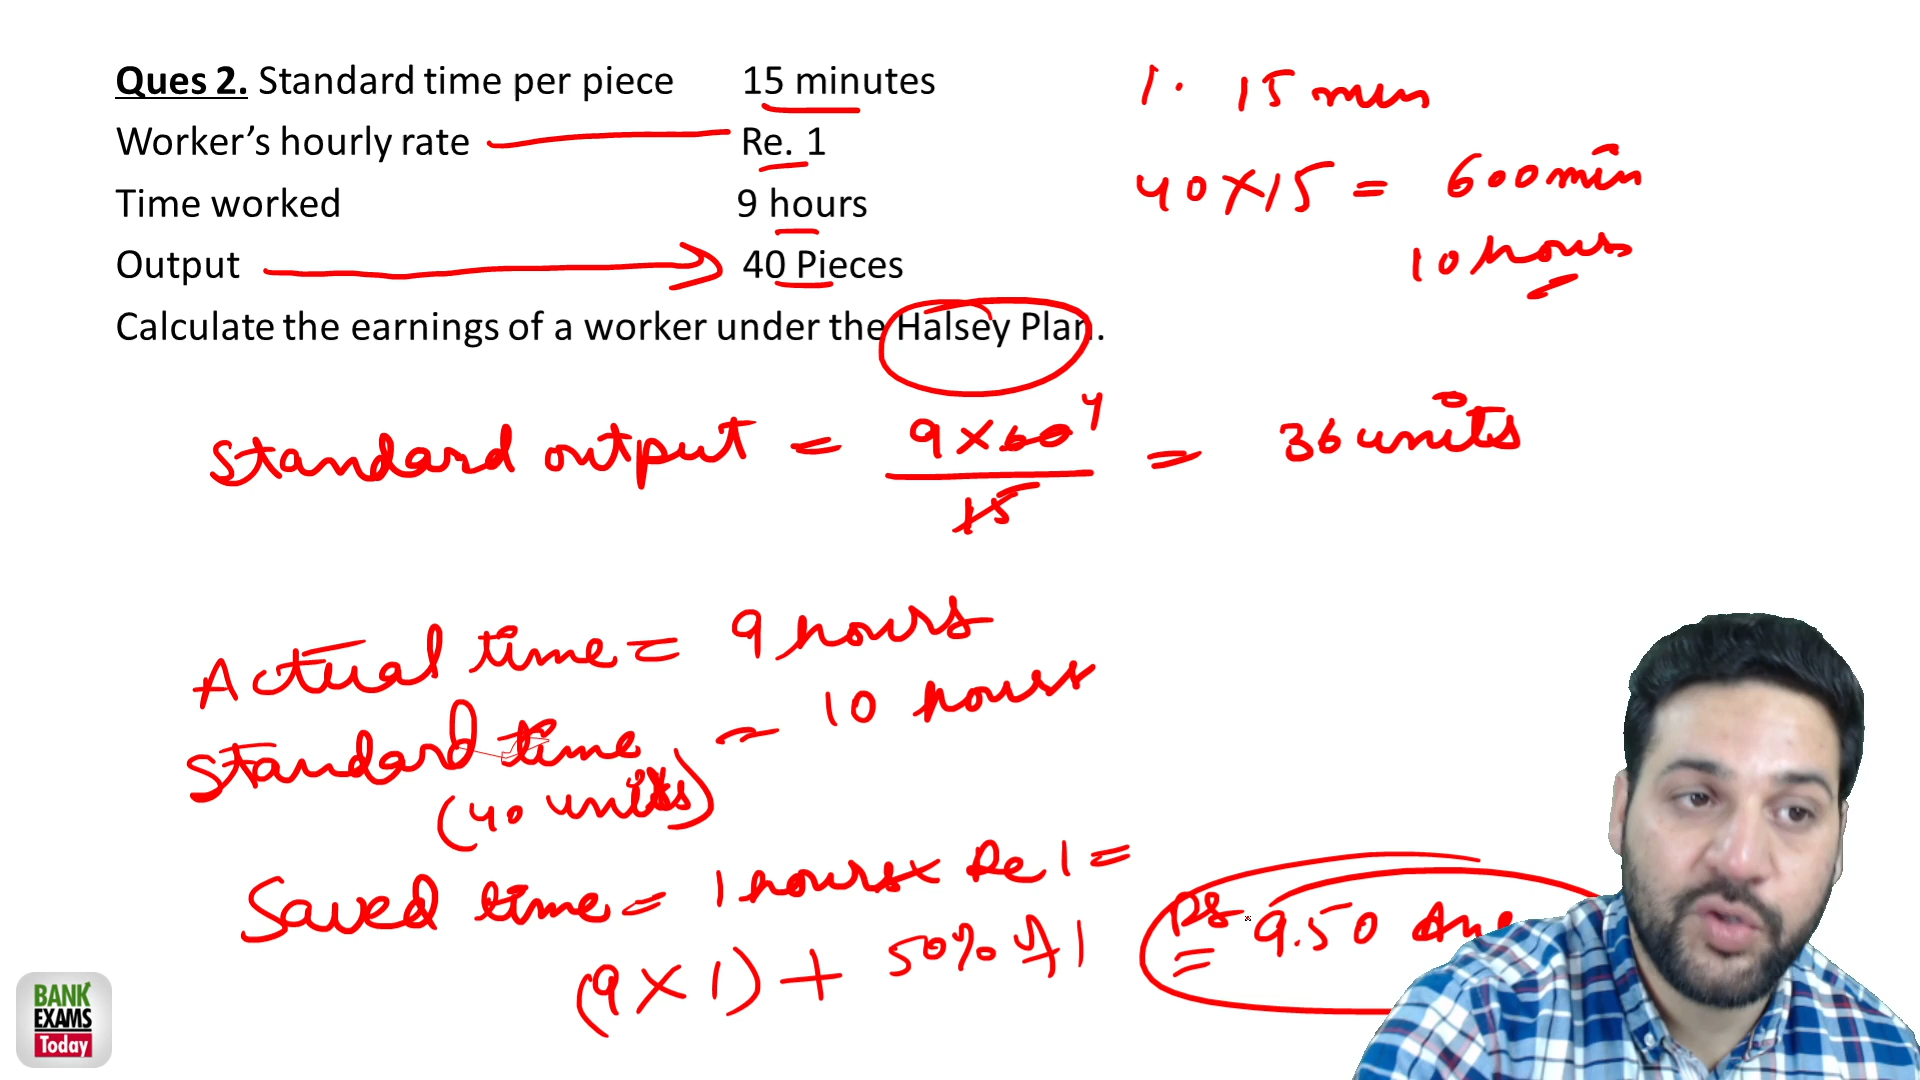 Ques 2. Standard time per piece 15 minutes
1. 15 min
Worker's hourly rate Re. 1
40 X 15 = 600 min
Time worked 9 hours
10 hours
Output 40 Pieces
Calculate the earnings of a worker under the Halsey Plan.
Standard output = 9 X 60 4 = 36 units
15
Actual time = 9 hours
Standard time = 10 hours
(40 units)
Saved time = 1 hours x Re 1 =
(9 X 1) + 50% of 1
Rs = 9.50 Ans
BANK
EXAMS
Today